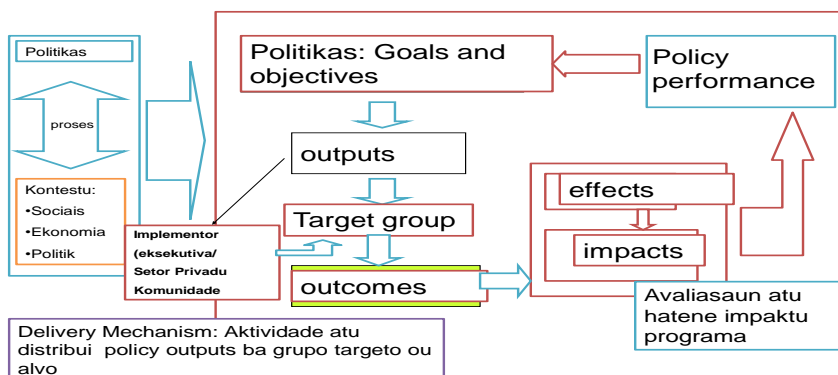 Politikas
proses
Kontestu:
•Sociais
•Ekonomia
•Politik
Implementor
(eksekutiva/
Setor Privadu
Komunidade
Politikas: Goals and
objectives
outputs
Target group
outcomes
effects
impacts
Policy
performance
Avaliasaun atu
hatene impaktu
programa
Delivery Mechanism: Aktividade atu
distribui policy outputs ba grupo targeto ou
alvo